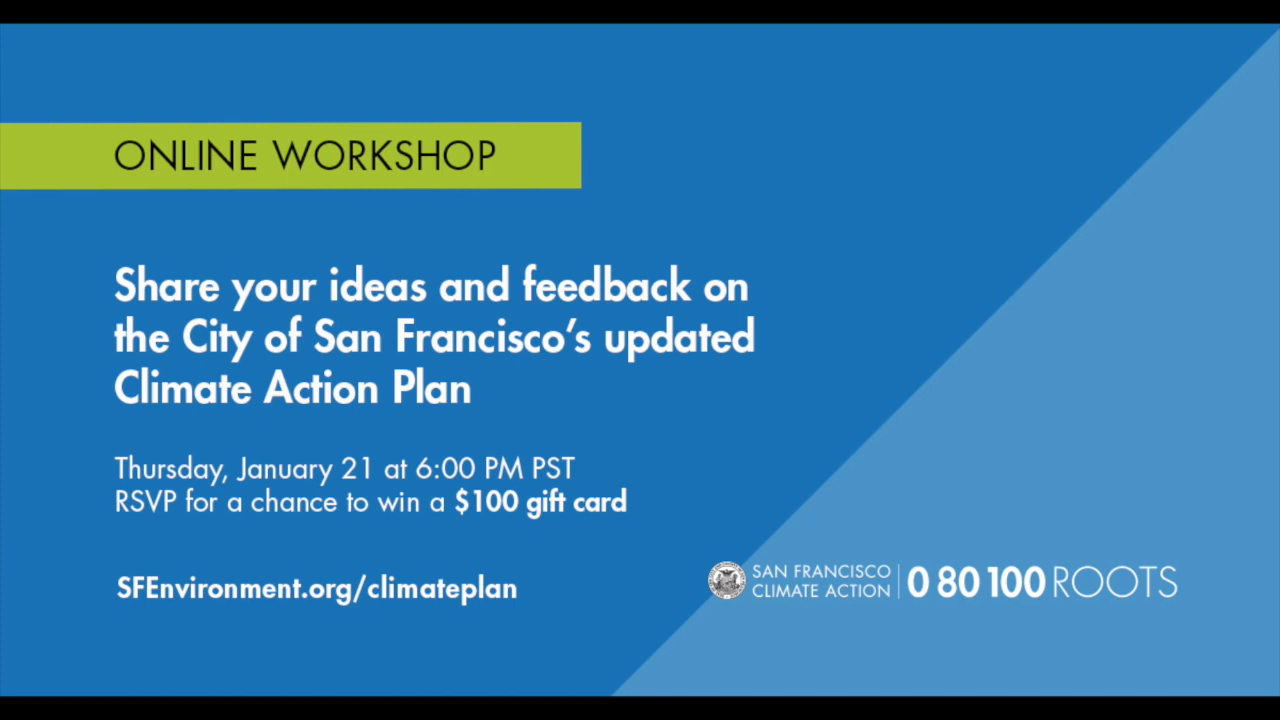 ONLINE WORKSHOP
Share your ideas and feedback on
the City of San Francisco's updated
Climate Action Plan
Thursday, January 21 at 6:00 PM PST
RSVP for a chance to win a $100 gift card
SFEnvironment.org/climateplan
SAN FRANCISCO
CLIMATE ACTION
0 80 100 ROOTS